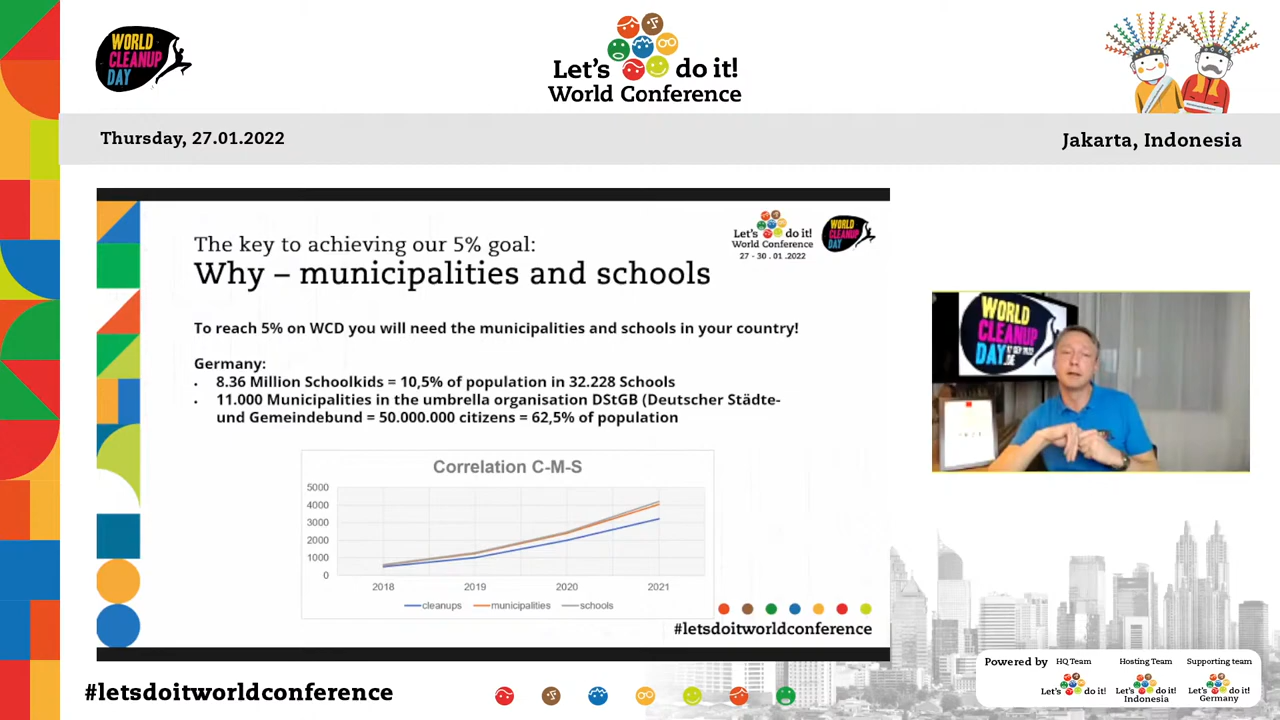 WORLD
CLEANUP
DAY
Let's do it!
World Conference
Thursday, 27.01.2022
Jakarta, Indonesia
The key to achieving our 5% goal:
Why – municipalities and schools
Let's do it!
World Conference
27 - 30 . 01 .2022
WORLD
CLEANUP
DAY
To reach 5% on WCD you will need the municipalities and schools in your country!
Germany:
• 8.36 Million Schoolkids = 10,5% of population in 32.228 Schools
• 11.000 Municipalities in the umbrella organisation DStGB (Deutscher Städte-
und Gemeindebund = 50.000.000 citizens = 62,5% of population
Correlation C-M-S
5000
4000
3000
2000
1000
0
2018 2019 2020 2021
cleanups municipalities schools
#letsdoitworldconference
WORLD
CLEANUP
DAY
.DE
#letsdoitworldconference
Powered by HQ Team Hosting Team Supporting team
Let's do it! Let's do it! Let's do it!
Indonesia Germany